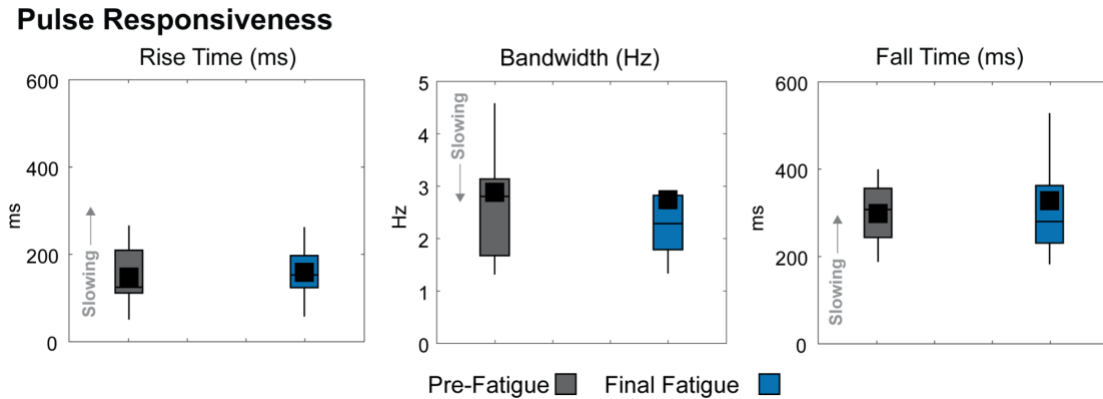 Pulse Responsiveness
Rise Time (ms)
600
400
200
0
ms
Slowing
Bandwidth (Hz)
5
4
3
2
1
0
Hz
Slowing
Fall Time (ms)
600
400
200
0
ms
Slowing
Pre-Fatigue
Final Fatigue